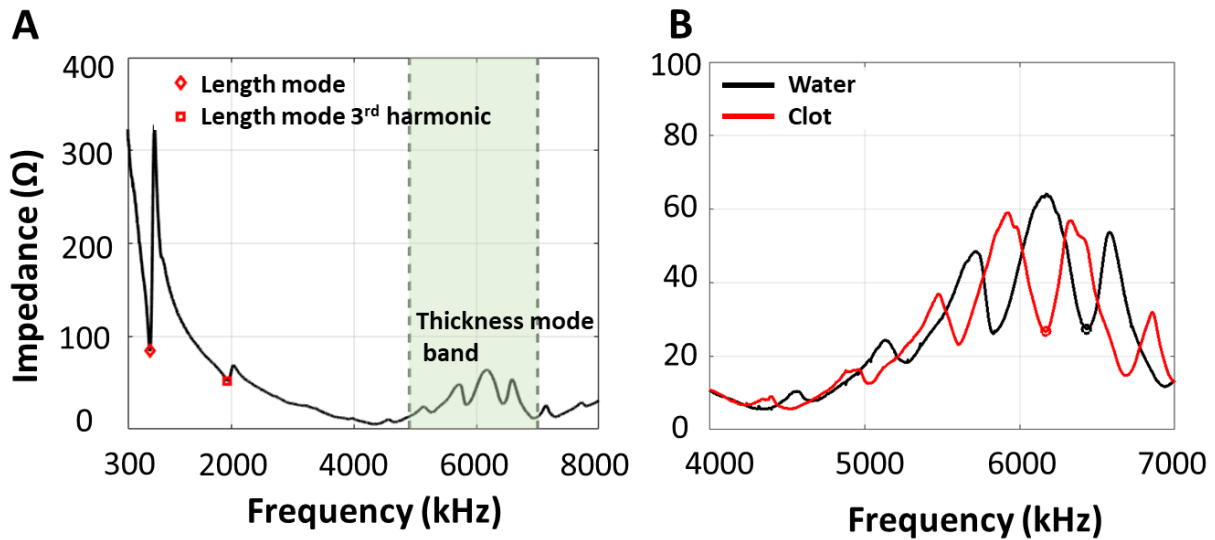 A
400
300
200
100
0
Impedance (Ω)
Length mode
Length mode 3rd harmonic
Thickness mode
band
300
2000
4000
6000
8000
Frequency (kHz)
B
100
80
60
40
20
0
Water
Clot
4000
5000
6000
7000
Frequency (kHz)